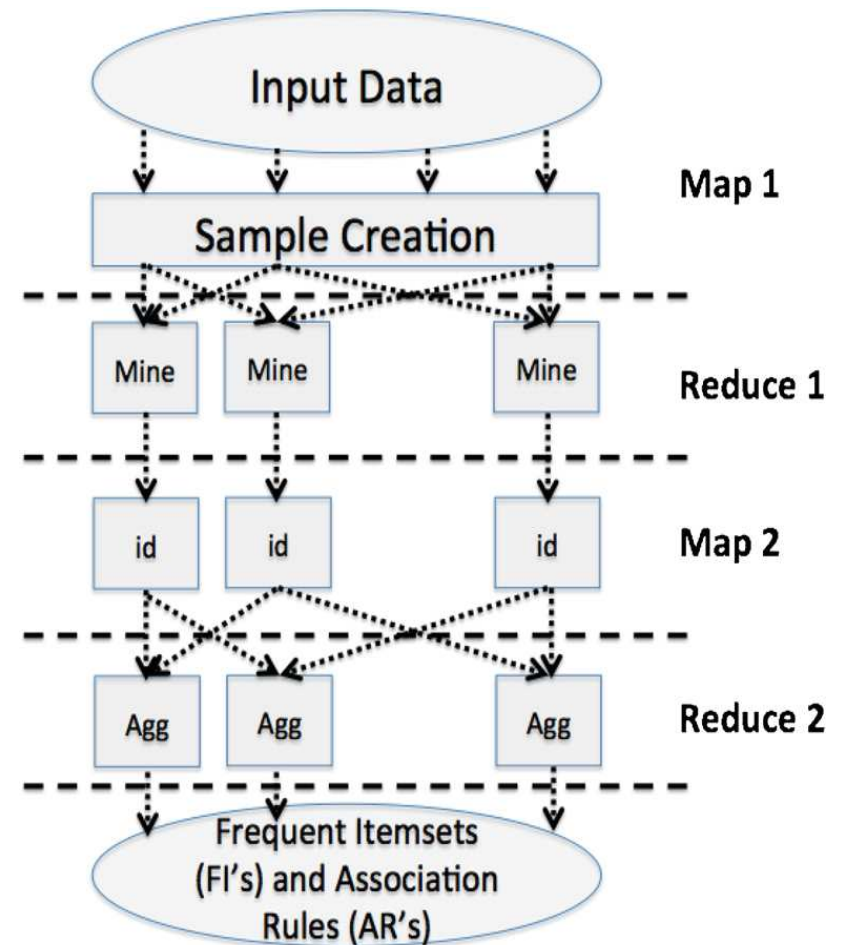 Input Data
Map 1
Sample Creation
Mine
Mine
Mine
Reduce 1
id
id
id
Map 2
Agg
Agg
Agg
Reduce 2
Frequent Itemsets
(FI's) and Association
Rules (AR's)